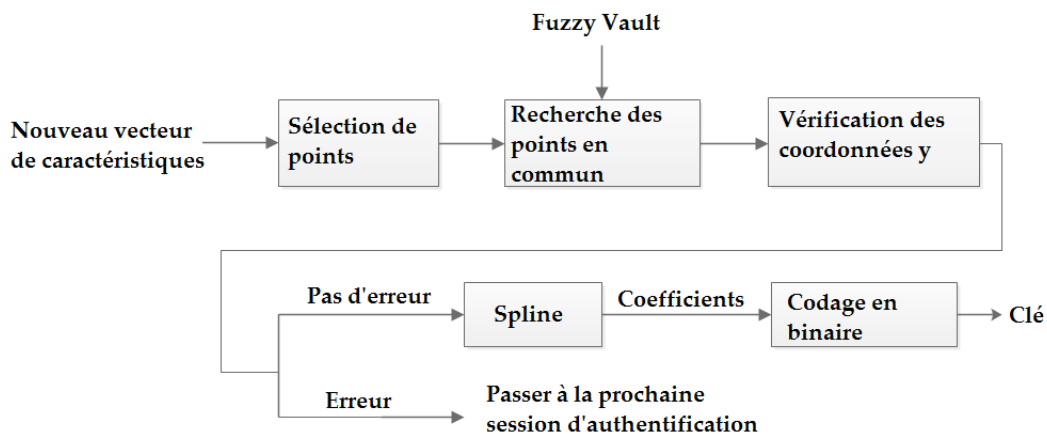 Fuzzy Vault
Nouveau vecteur
de caractéristiques
Sélection de
points
Recherche des
points en
commun
Vérification des
coordonnées y
Pas d'erreur
Spline
Coefficients
Codage en
binaire
Clé
Erreur
Passer à la prochaine
session d'authentification